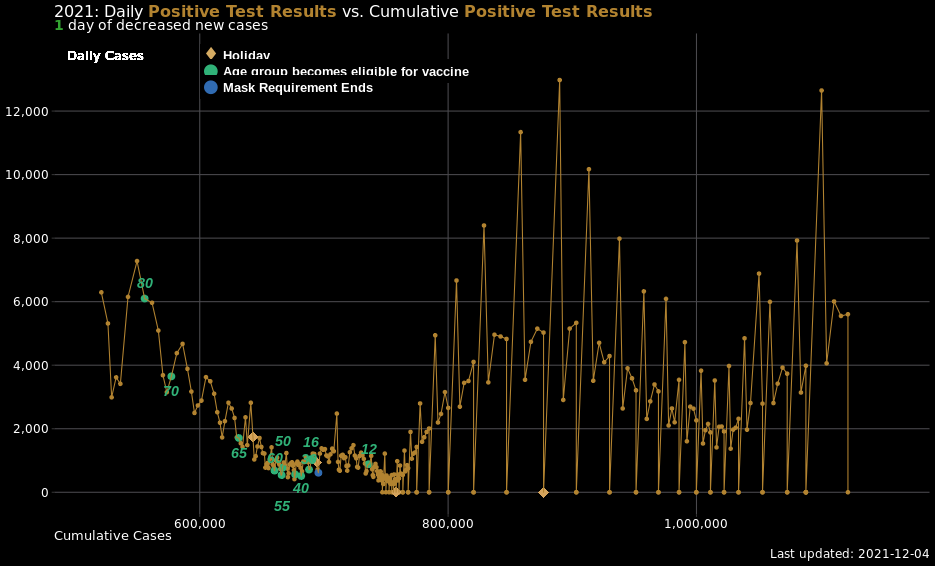 2021: Daily Positive Test Results vs. Cumulative Positive Test Results
1 day of decreased new cases
Daily Cases
Holiday
Age group becomes eligible for vaccine
Mask Requirement Ends
12,000
10,000
8,000
6,000
4,000
2,000
0
80
70
65
60
50
55
40
16
12
600,000
800,000
1,000,000
Cumulative Cases
Last updated: 2021-12-04